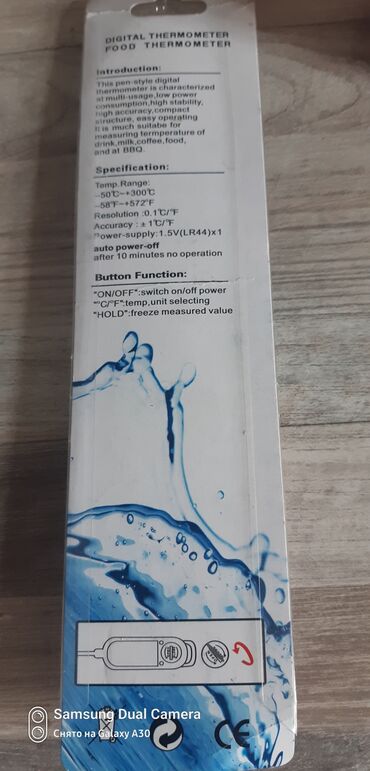 DIGITAL THERMOMETER
FOOD THERMOMETER
Introduction:
This pen-style digital
thermometer is characterized
at multi-usage,low power
consumption,high stability,
high accuracy,compact
structure, easy operating
It is much suitabe for
measuring termperature of
drink,milk,coffee,food,
and at BBQ.
Specification:
Temp.Range:
–50℃~+300℃
–58°F~+572°F
Resolution :0.1℃/°F
Accuracy : ±1℃/°F
Power-supply:1.5V(LR44)x1
auto power-off
after 10 minutes no operation
Button Function:
"ON/OFF":switch on/off power
"℃/°F":temp,unit selecting
"HOLD":freeze measured value
CE
Samsung Dual Camera
Снято на Galaxy A30